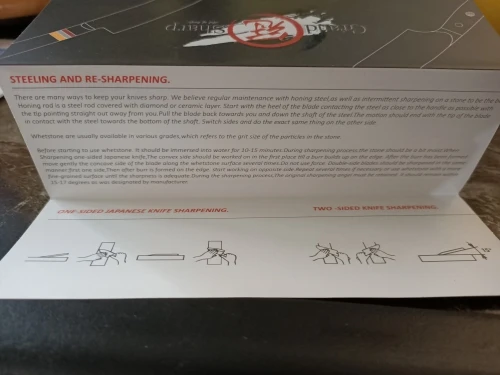 Grand
Sharp
STEELING AND RE-SHARPENING.
There are many ways to keep your knives sharp. We believe regular maintenance with honing steel, as well as intermittent sharpening on a stone to be the
Honing rod is a steel rod covered with diamond or ceramic layer. Start with the heel of the blade contacting the steel as close to the handle as possible with
the tip pointing straight out away from you. Pull the blade back towards you and down the shaft of the steel. The motion should end with the tip of the blade
in contact with the steel towards the bottom of the shaft. Switch sides and do the exact same thing on the other side.
Whetstone are usually available in various grades, which refers to the grit size of the particles in the stone.
Before starting to use whetstone. It should be immersed into water for 10-15 minutes. During sharpening process the stone should be a bit moist
Sharpening one-sided Japanese knife, The convex side should be worked on in the first place till a burr builds up on the edge. After the burr has been formed
move gently the concave side of the blade along the whetstone surface several times. Do not use force. Double-side blades should be sharpened in the same
manner: first one side, Then after burr is formed on the edge, start working on opposite side. Repeat several times if necessary or use whetstone with a more
fine-grained surface until the sharpness is adequate. During the sharpening process, the original sharpening angle must be retained. It should remain within
15-17 degrees as was designated by manufacturer.
ONE-SIDED JAPANESE KNIFE SHARPENING.
TWO -SIDED KNIFE SHARPENING.